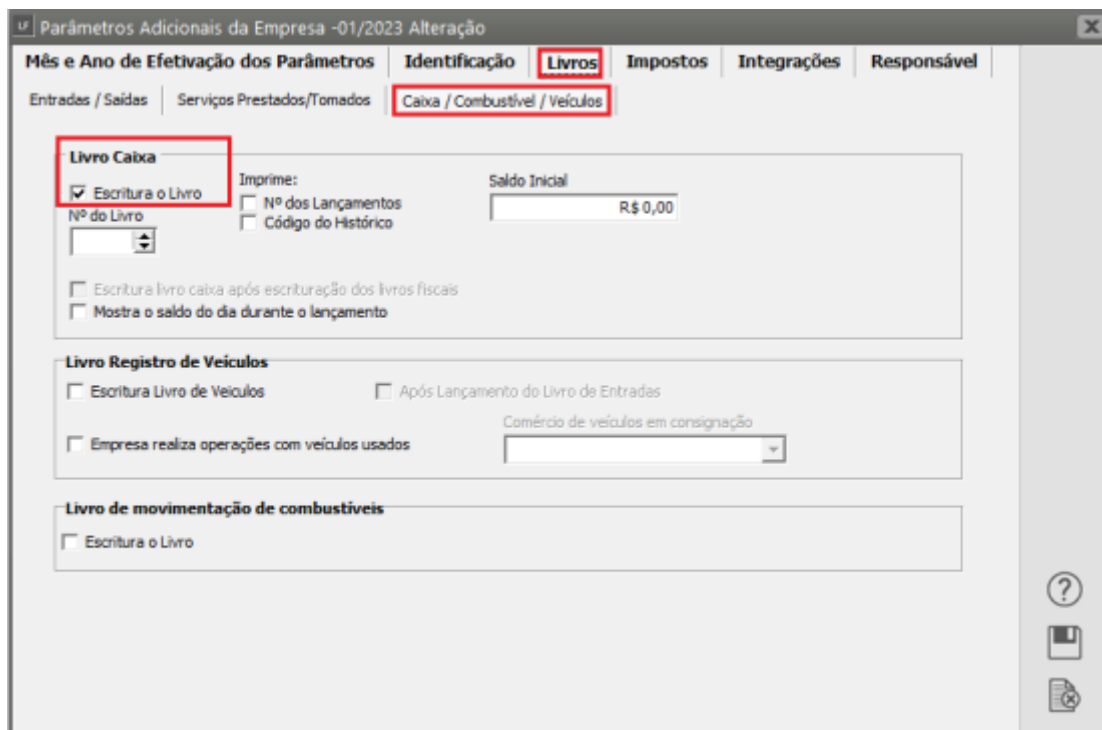 LF Parâmetros Adicionais da Empresa -01/2023 Alteração
Mês e Ano de Efetivação dos Parâmetros Identificação Livros Impostos Integrações Responsável
Entradas / Saídas Serviços Prestados/Tomados Caixa / Combustível / Veículos
Livro Caixa
Escritura o Livro
Imprime:
Nº dos Lançamentos
Código do Histórico
Saldo Inicial
R$ 0,00
Nº do Livro
Escritura livro caixa após escrituração dos livros fiscais
Mostra o saldo do dia durante o lançamento
Livro Registro de Veículos
Escritura Livro de Veiculos Após Lançamento do Livro de Entradas
Comércio de veículos em consignação
Empresa realiza operações com veículos usados
Livro de movimentação de combustíveis
Escritura o Livro